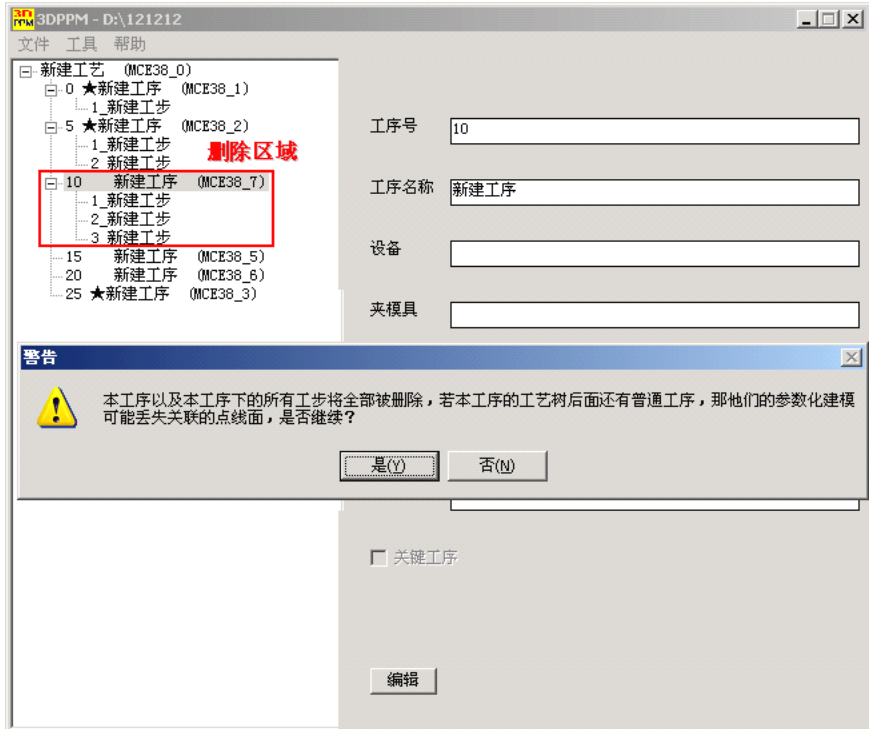 3DPPM - D:\121212
文件 工具 帮助
新建工艺 (MCE38_0)
0 ★新建工序 (MCE38_1)
1_新建工步
5 ★新建工序 (MCE38_2)
1_新建工步
2_新建工步
删除区域
10 新建工序 (MCE38_7)
1_新建工步
2_新建工步
3_新建工步
15 新建工序 (MCE38_5)
20 新建工序 (MCE38_6)
25 ★新建工序 (MCE38_3)
工序号 10
工序名称 新建工序
设备
夹模具
警告
本工序以及本工序下的所有工步将全部被删除，若本工序的工艺树后面还有普通工序，那他们的参数化建模
可能丢失关联的点线面，是否继续？
是(Y) 否(N)
关键工序
编辑